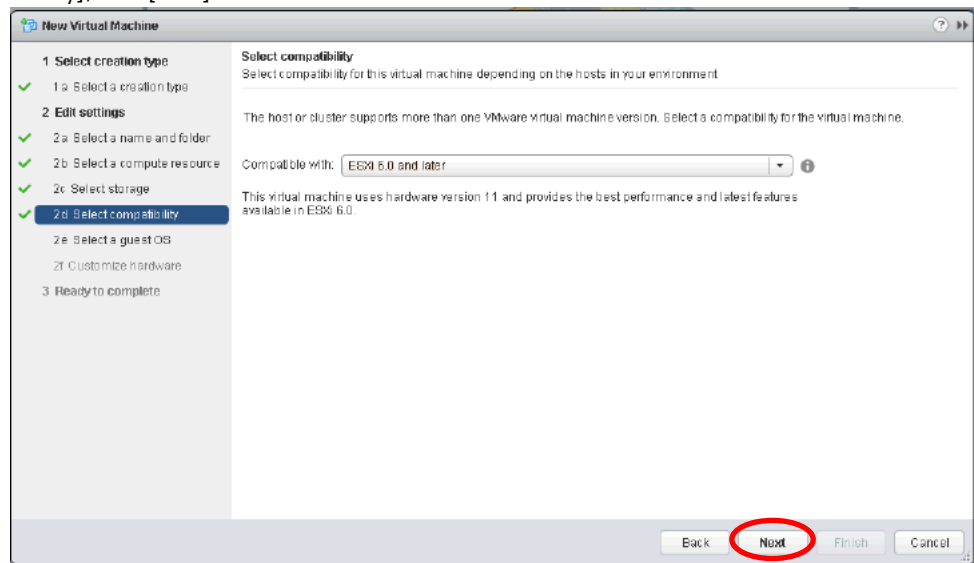 New Virtual Machine
1 Select creation type
1a Select a creation type
2 Edit settings
2a Select a name and folder
2b Select a compute resource
2c Select storage
2d Select compatibility
2e Select a guest OS
2f Customize hardware
3 Ready to complete
Select compatibility
Select compatibility for this virtual machine depending on the hosts in your environment
The host or cluster supports more than one VMware virtual machine version. Select a compatibility for the virtual machine.
Compatible with: ESXi 6.0 and later
This virtual machine uses hardware version 11 and provides the best performance and latest features
available in ESXi 6.0.
Back Next Finish Cancel